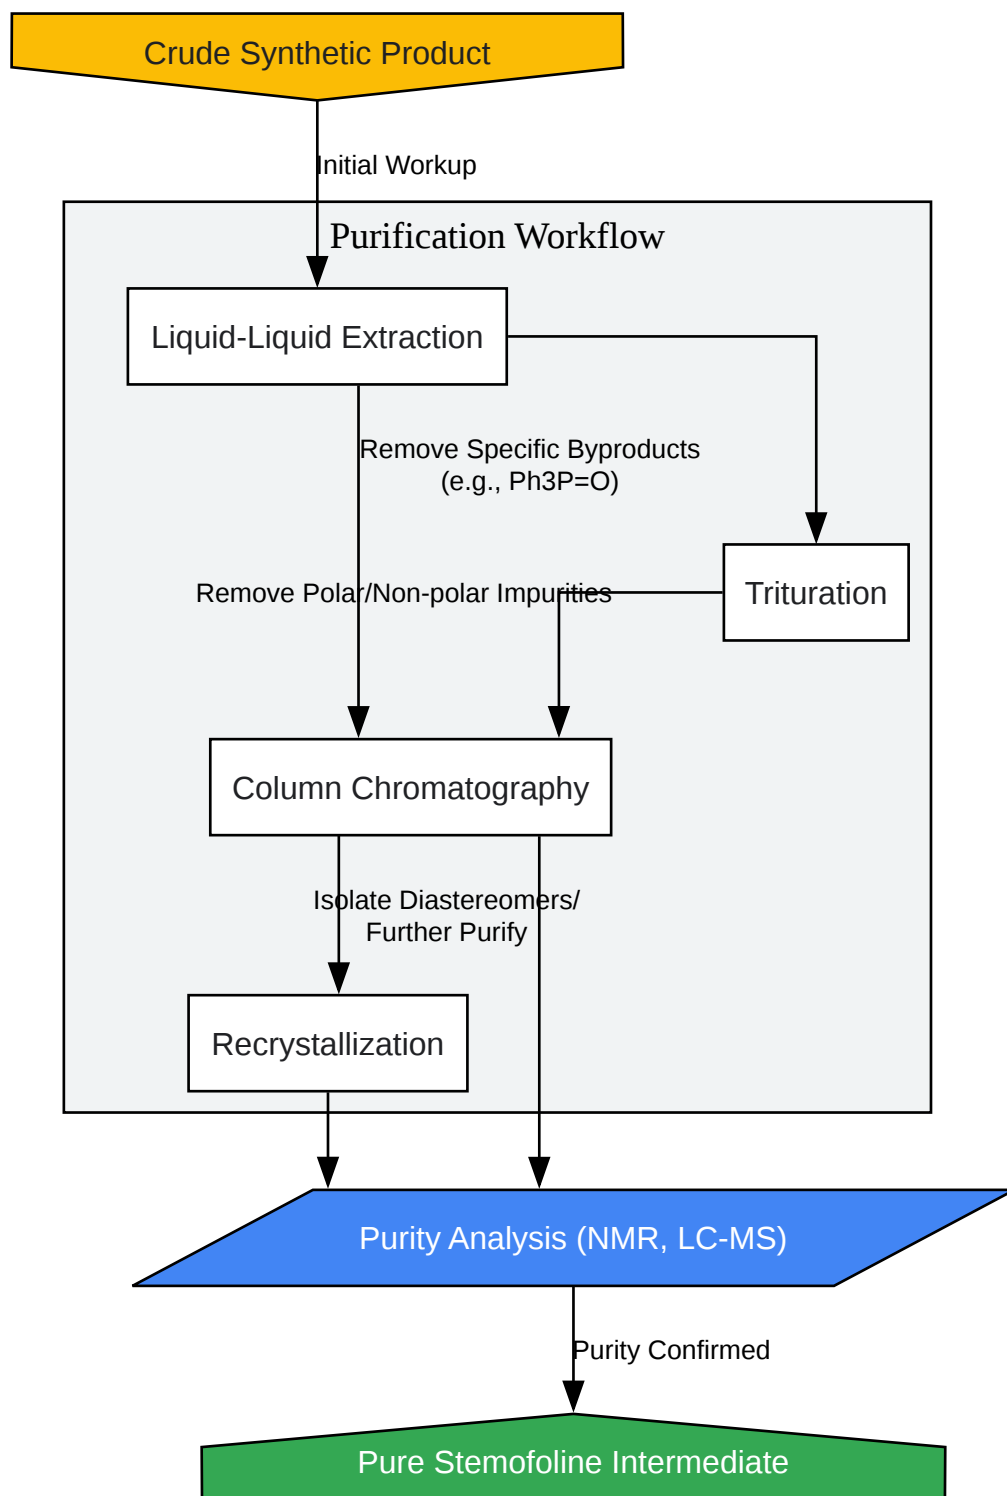 Crude Synthetic Product
Initial Workup
Purification Workflow
Liquid-Liquid Extraction
Remove Specific Byproducts
(e.g., Ph3P=O)
Remove Polar/Non-polar Impurities
Trituration
Column Chromatography
Isolate Diastereomers/
Further Purify
Recrystallization
Purity Analysis (NMR, LC-MS)
Purity Confirmed
Pure Stemofoline Intermediate